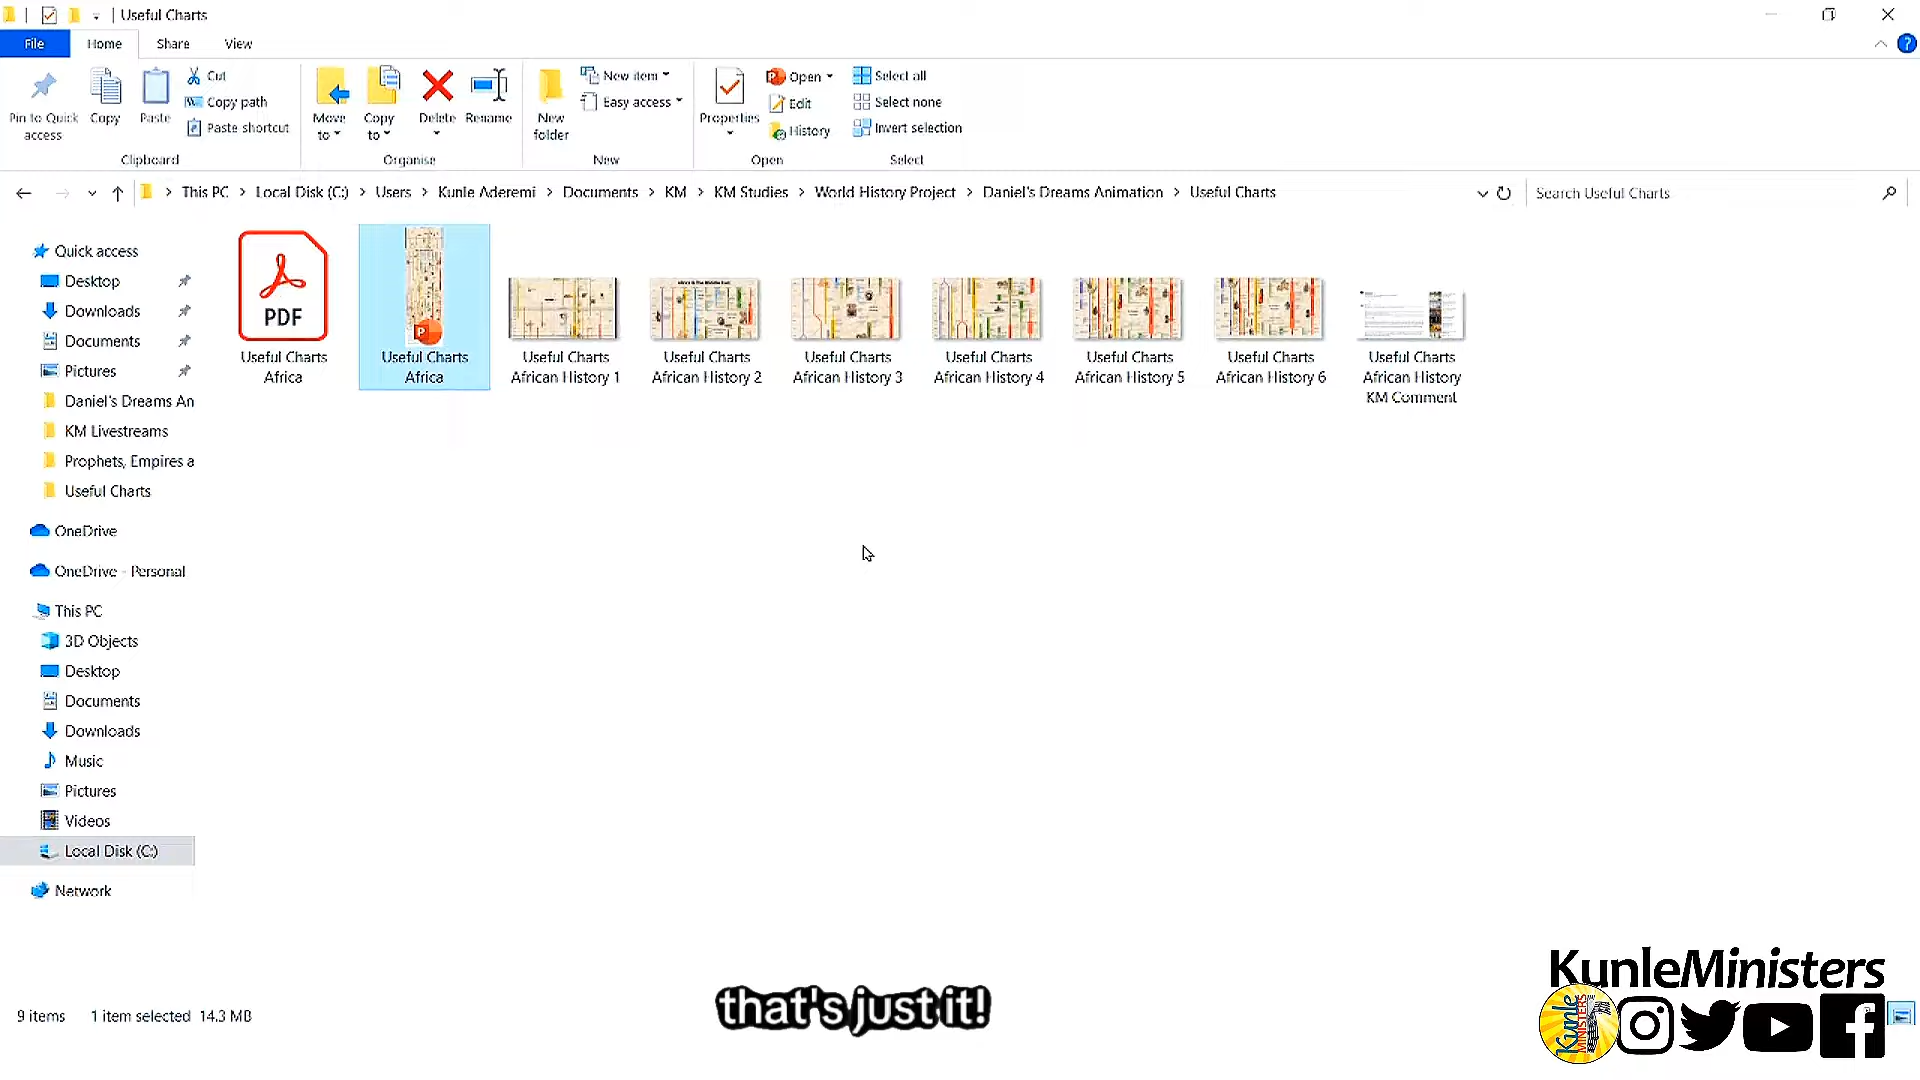 Useful Charts
File Home Share View
Pin to Quick access
Copy
Paste
Cut
Copy path
Paste shortcut
Clipboard
Move to
Copy to
Delete
Rename
Organise
New folder
New item
Easy access
New
Properties
Open
Edit
History
Open
Select all
Select none
Invert selection
Select
This PC > Local Disk (C:) > Users > Kunle Aderemi > Documents > KM > KM Studies > World History Project > Daniel's Dreams Animation > Useful Charts
Search Useful Charts
Quick access
Desktop
Downloads
Documents
Pictures
Daniel's Dreams An
KM Livestreams
Prophets, Empires a
Useful Charts
OneDrive
OneDrive - Personal
This PC
3D Objects
Desktop
Documents
Downloads
Music
Pictures
Videos
Local Disk (C:)
Network
PDF
Useful Charts
Africa
Useful Charts
Africa
Useful Charts
African History 1
Useful Charts
African History 2
Useful Charts
African History 3
Useful Charts
African History 4
Useful Charts
African History 5
Useful Charts
African History 6
Useful Charts
African History
KM Comment
that's just it!
KunleMinisters
Kunle
MINISTERS
9 items 1 item selected 14.3 MB